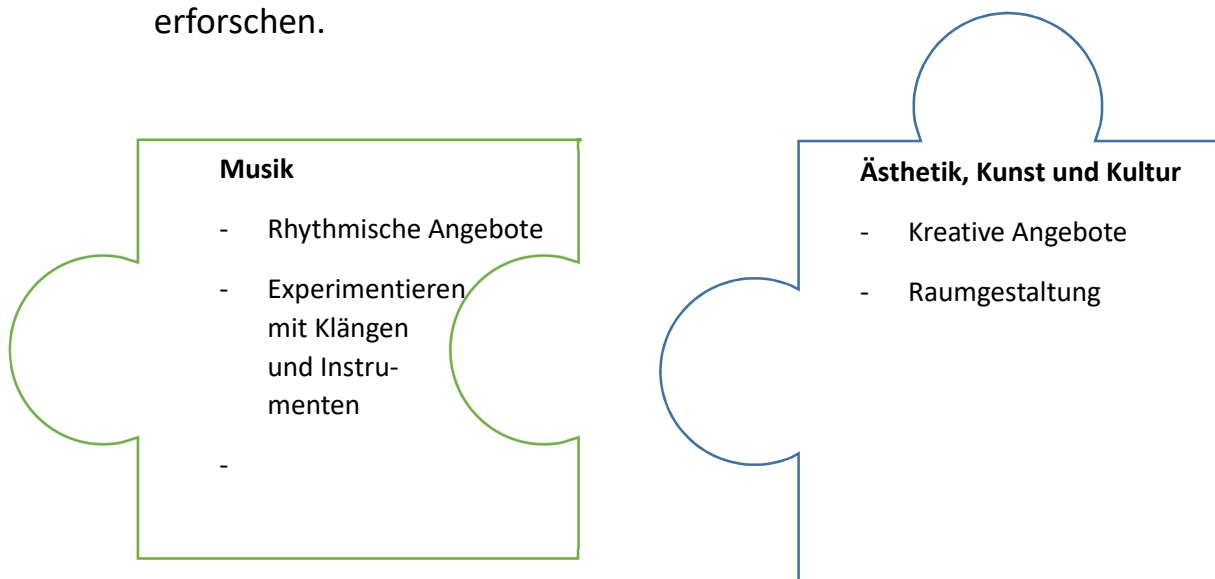 erforschen.
Musik
- Rhythmische Angebote
- Experimentieren
mit Klängen
und Instru-
menten
-
Ästhetik, Kunst und Kultur
- Kreative Angebote
- Raumgestaltung